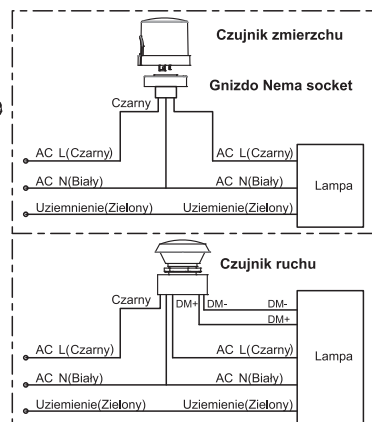 Czujnik zmierzchu
Gnizdo Nema socket
Czarny
AC L(Czarny) AC L(Czarny)
AC N(Biały) AC N(Biały)
Lampa
Uziemnienie(Zielony) Uziemienie(Zielony)
Czujnik ruchu
Czarny DM+ DM- DM-
DM+
AC L(Czarny) AC L(Czarny)
Lampa
AC N(Biały) AC N(Biały)
Uziemienie(Zielony) Uziemienie(Zielony)